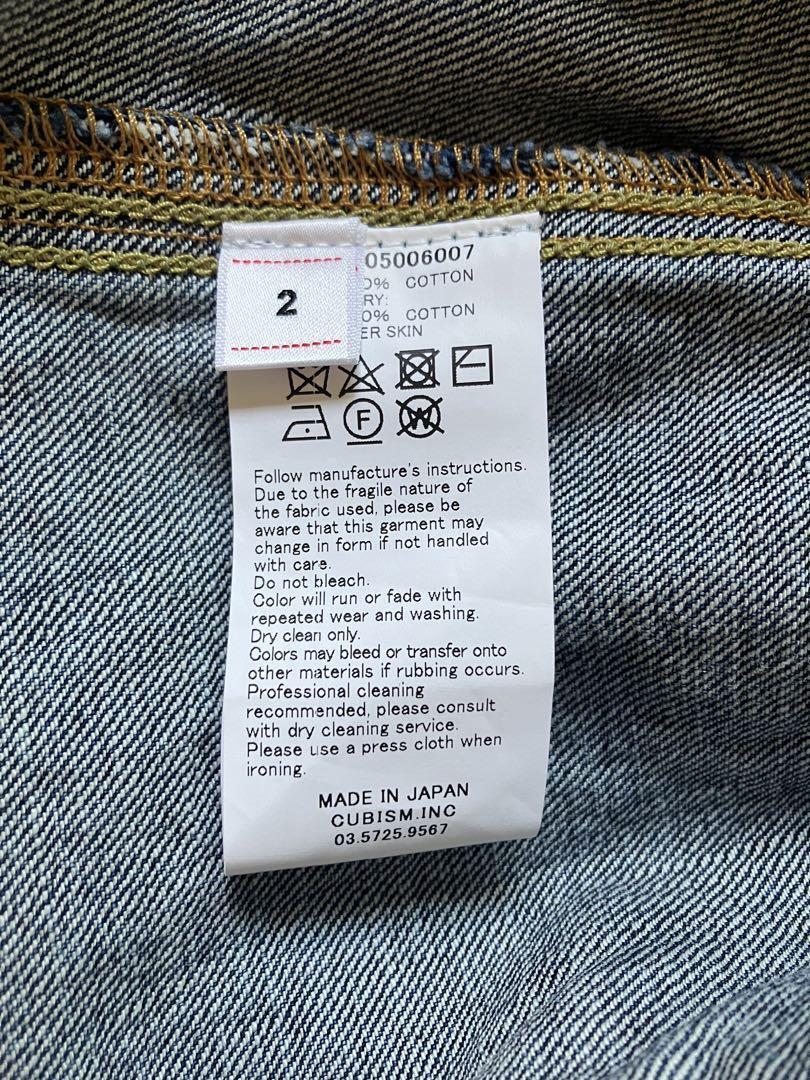 2
05006007
0% COTTON
RY:
0% COTTON
ER SKIN
F
W
Follow manufacture's instructions.
Due to the fragile nature of
the fabric used, please be
aware that this garment may
change in form if not handled
with care.
Do not bleach.
Color will run or fade with
repeated wear and washing.
Dry clean only.
Colors may bleed or transfer onto
other materials if rubbing occurs.
Professional cleaning
recommended, please consult
with dry cleaning service.
Please use a press cloth when
ironing.
MADE IN JAPAN
CUBISM.INC
03.5725.9567